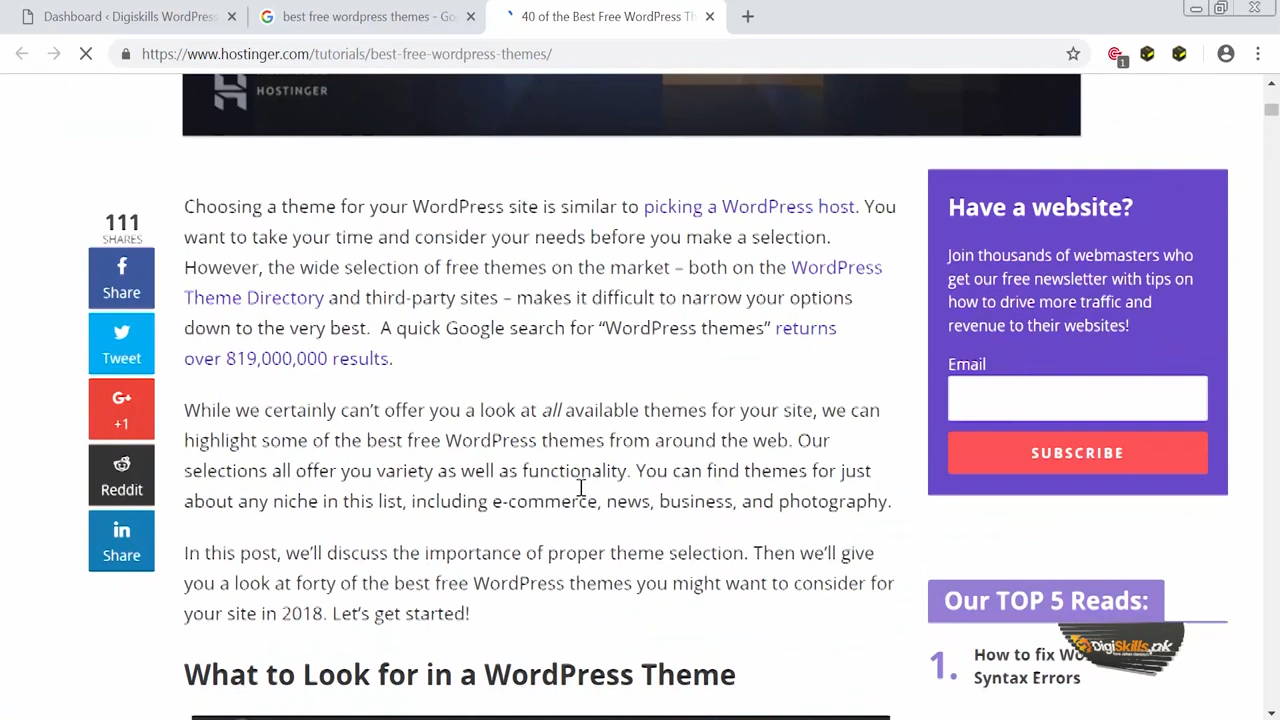 Dashboard ‹ Digiskills WordPress
best free wordpress themes - Go
40 of the Best Free WordPress Th
https://www.hostinger.com/tutorials/best-free-wordpress-themes/
1
HOSTINGER
Choosing a theme for your WordPress site is similar to picking a WordPress host. You
want to take your time and consider your needs before you make a selection.
However, the wide selection of free themes on the market – both on the WordPress
Theme Directory and third-party sites – makes it difficult to narrow your options
down to the very best. A quick Google search for “WordPress themes” returns
over 819,000,000 results.
While we certainly can’t offer you a look at all available themes for your site, we can
highlight some of the best free WordPress themes from around the web. Our
selections all offer you variety as well as functionality. You can find themes for just
about any niche in this list, including e-commerce, news, business, and photography.
In this post, we’ll discuss the importance of proper theme selection. Then we’ll give
you a look at forty of the best free WordPress themes you might want to consider for
your site in 2018. Let’s get started!
What to Look for in a WordPress Theme
111
SHARES
Share
Tweet
G+
+1
Reddit
in
Share
Have a website?
Join thousands of webmasters who
get our free newsletter with tips on
how to drive more traffic and
revenue to their websites!
Email
SUBSCRIBE
Our TOP 5 Reads:
1.
How to fix Wo
Syntax Errors
DigiSkills.pk